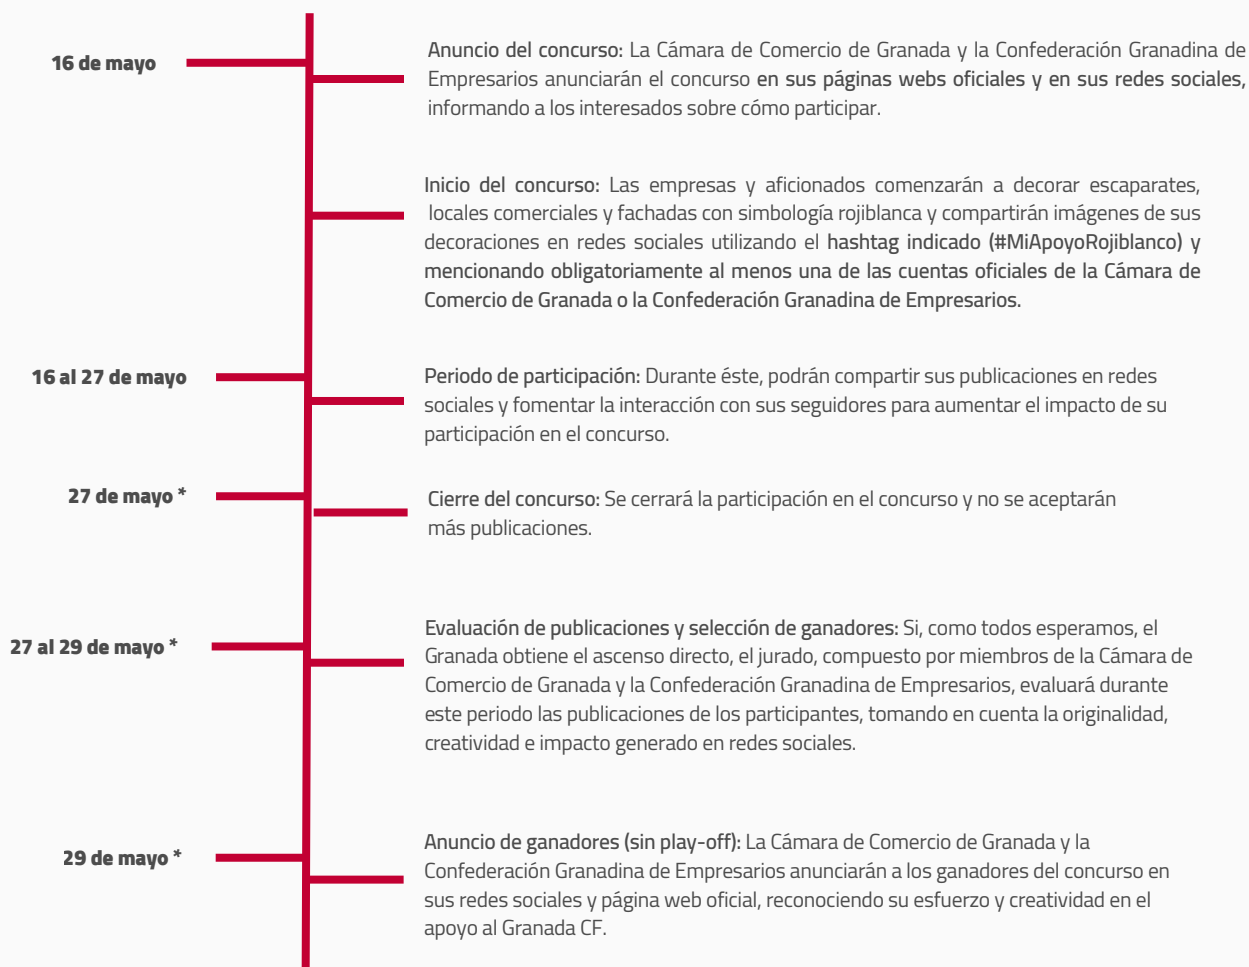 16 de mayo
Anuncio del concurso: La Cámara de Comercio de Granada y la Confederación Granadina de
Empresarios anunciarán el concurso en sus páginas webs oficiales y en sus redes sociales,
informando a los interesados sobre cómo participar.
Inicio del concurso: Las empresas y aficionados comenzarán a decorar escaparates,
locales comerciales y fachadas con simbología rojiblanca y compartirán imágenes de sus
decoraciones en redes sociales utilizando el hashtag indicado (#MiApoyoRojiblanco) y
mencionando obligatoriamente al menos una de las cuentas oficiales de la Cámara de
Comercio de Granada o la Confederación Granadina de Empresarios.
16 al 27 de mayo
Periodo de participación: Durante éste, podrán compartir sus publicaciones en redes
sociales y fomentar la interacción con sus seguidores para aumentar el impacto de su
participación en el concurso.
27 de mayo *
Cierre del concurso: Se cerrará la participación en el concurso y no se aceptarán
más publicaciones.
27 al 29 de mayo *
Evaluación de publicaciones y selección de ganadores: Si, como todos esperamos, el
Granada obtiene el ascenso directo, el jurado, compuesto por miembros de la Cámara de
Comercio de Granada y la Confederación Granadina de Empresarios, evaluará durante
este periodo las publicaciones de los participantes, tomando en cuenta la originalidad,
creatividad e impacto generado en redes sociales.
29 de mayo *
Anuncio de ganadores (sin play-off): La Cámara de Comercio de Granada y la
Confederación Granadina de Empresarios anunciarán a los ganadores del concurso en
sus redes sociales y página web oficial, reconociendo su esfuerzo y creatividad en el
apoyo al Granada CF.